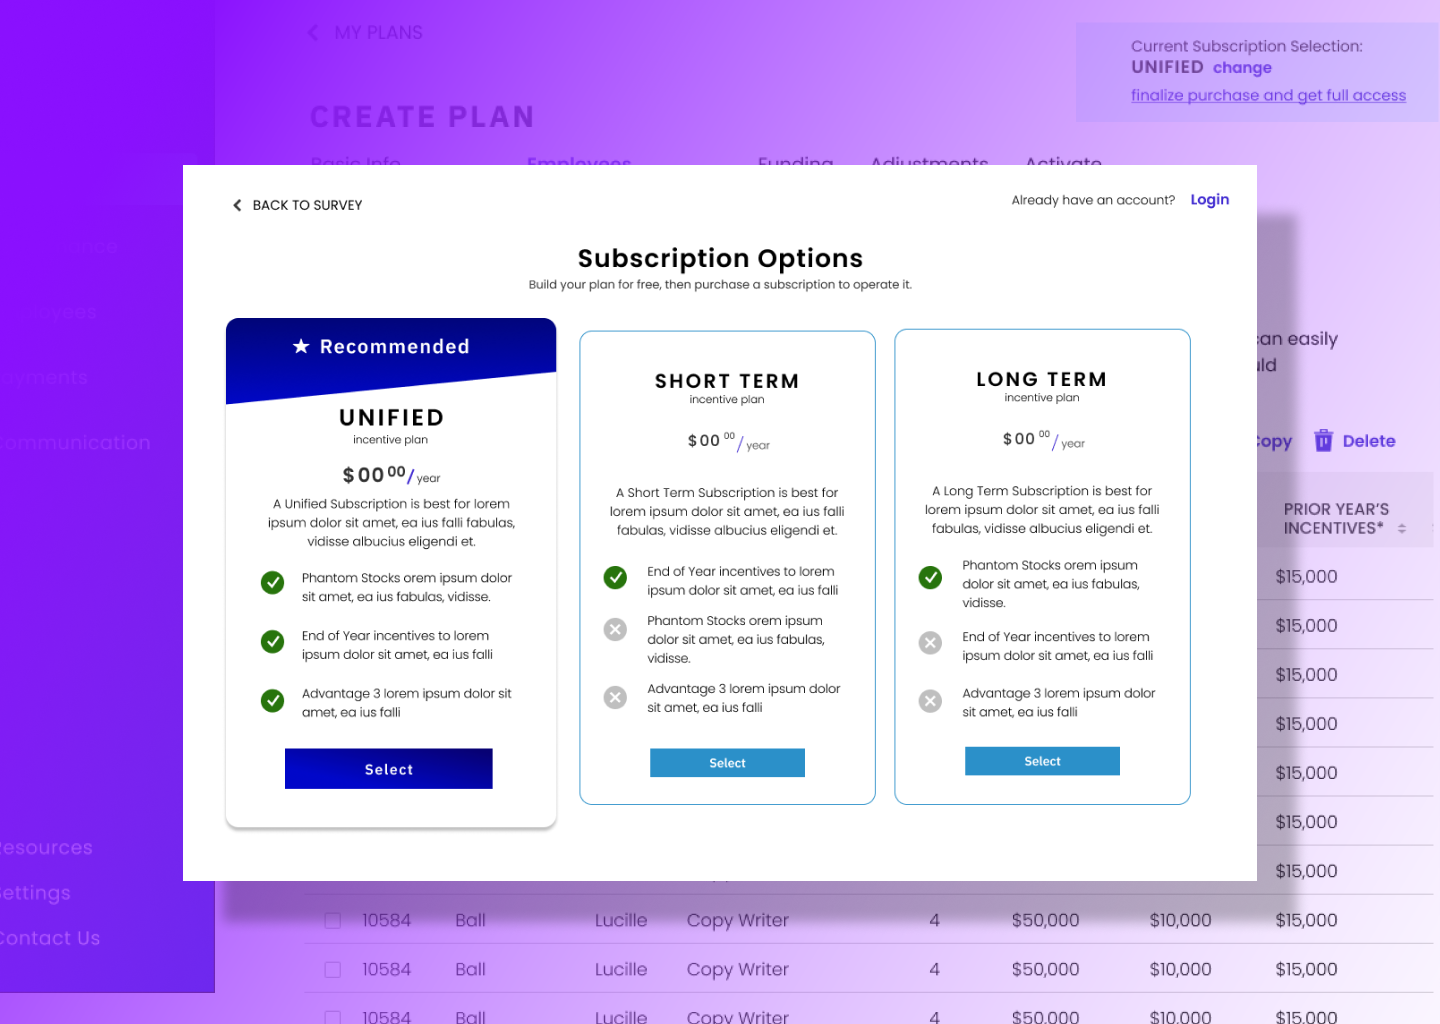 MY PLANS
Current Subscription Selection:
UNIFIED change
finalize purchase and get full access
CREATE PLAN
Basic Info Employees Funding Adjustments Activate
BACK TO SURVEY
Already have an account? Login
Subscription Options
Build your plan for free, then purchase a subscription to operate it.
Recommended
UNIFIED
incentive plan
$00 00/year
A Unified Subscription is best for lorem
ipsum dolor sit amet, ea ius falli fabulas,
vidisse albucius eligendi et.
Phantom Stocks orem ipsum dolor
sit amet, ea ius fabulas, vidisse.
End of Year incentives to lorem
ipsum dolor sit amet, ea ius falli
Advantage 3 lorem ipsum dolor sit
amet, ea ius falli
Select
SHORT TERM
incentive plan
$00 00/year
A Short Term Subscription is best for
lorem ipsum dolor sit amet, ea ius falli
fabulas, vidisse albucius eligendi et.
End of Year incentives to lorem
ipsum dolor sit amet, ea ius falli
Phantom Stocks orem ipsum
dolor sit amet, ea ius fabulas,
vidisse.
Advantage 3 lorem ipsum dolor
sit amet, ea ius falli
Select
LONG TERM
incentive plan
$00 00/year
A Long Term Subscription is best for
lorem ipsum dolor sit amet, ea ius falli
fabulas, vidisse albucius eligendi et.
Phantom Stocks orem ipsum
dolor sit amet, ea ius fabulas,
vidisse.
End of Year incentives to lorem
ipsum dolor sit amet, ea ius falli
Advantage 3 lorem ipsum dolor
sit amet, ea ius falli
Select
can easily
Copy Delete
PRIOR YEAR'S
INCENTIVES*
$15,000
$15,000
$15,000
$15,000
$15,000
$15,000
$15,000
10584 Ball Lucille Copy Writer 4 $50,000 $10,000 $15,000
10584 Ball Lucille Copy Writer 4 $50,000 $10,000 $15,000
10584 Ball Lucille Copy Writer 4 $50,000 $10,000 $15,000
Payments
Communication
Resources
Settings
Contact Us